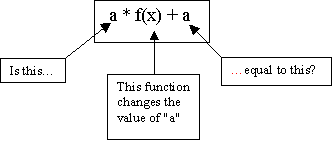 a * f(x) + a
Is this...
... equal to this?
This function
changes the
value of "a"